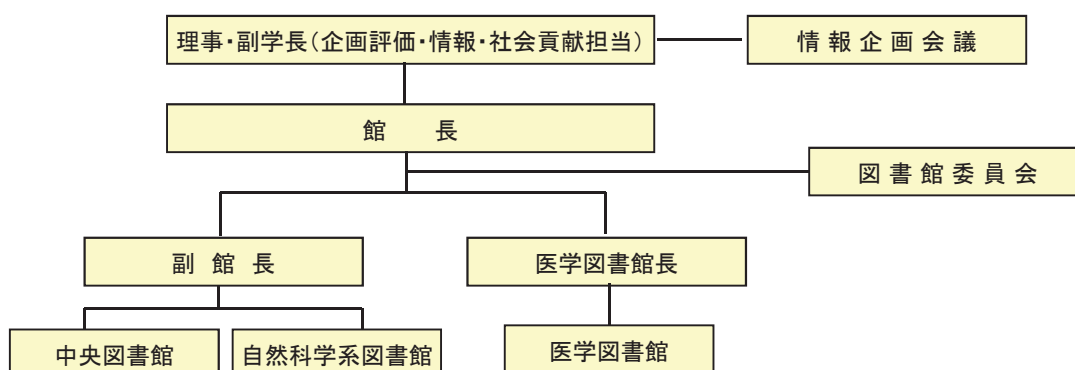 理事・副学長(企画評価・情報・社会貢献担当)
情報企画会議
館長
図書館委員会
副館長
医学図書館長
中央図書館
自然科学系図書館
医学図書館